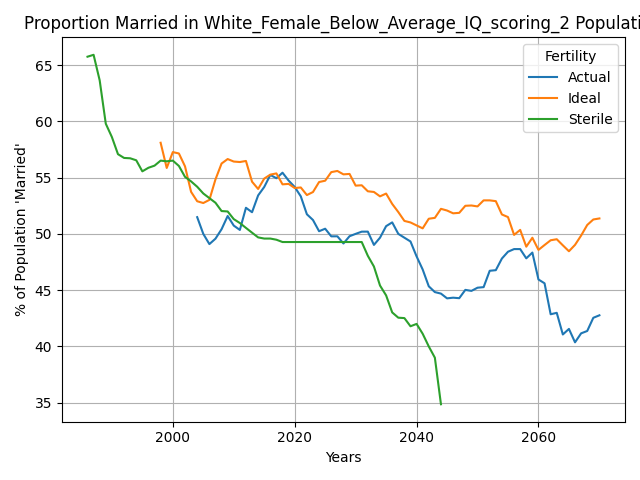 Proportion Married in White_Female_Below_Average_IQ_scoring_2 Populati
Fertility
Actual
Ideal
Sterile
% of Population 'Married'
65
60
55
50
45
40
35
2000
2020
2040
2060
Years